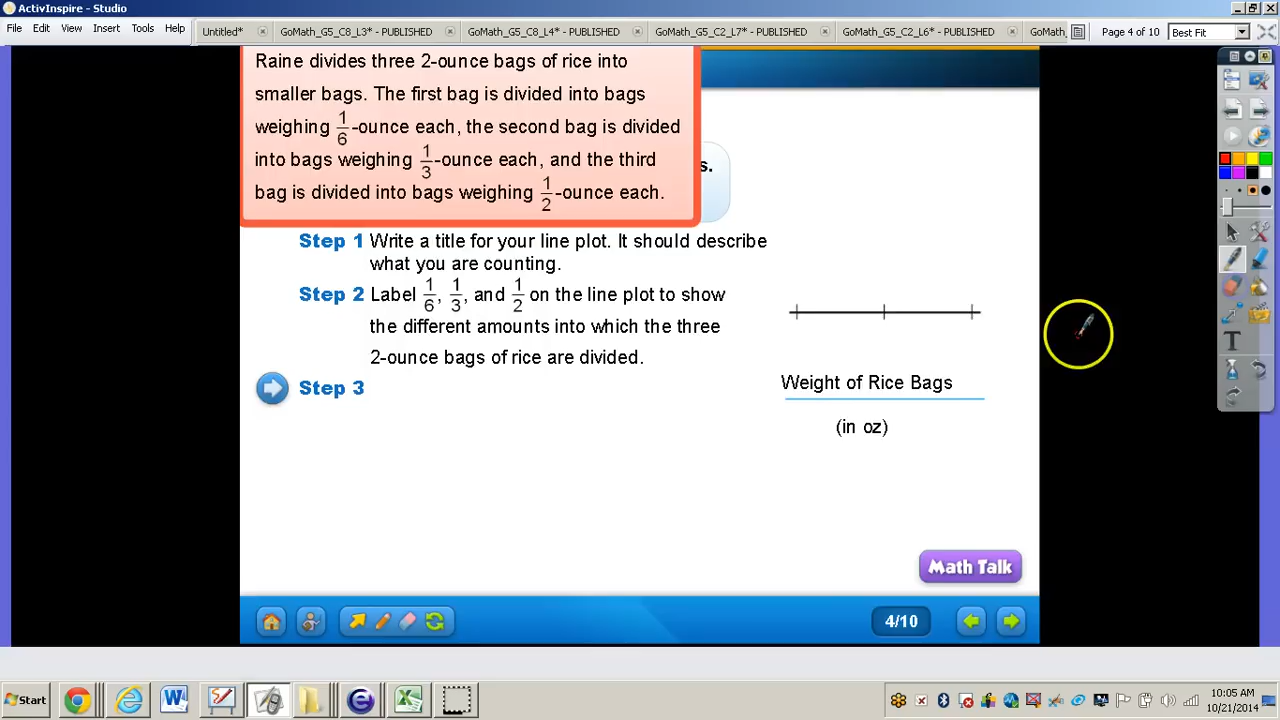 ActivInspire - Studio
File Edit View Insert Tools Help
Untitled* GoMath_G5_C8_L3* - PUBLISHED GoMath_G5_C2_L7* - PUBLISHED GoMath_G5_C2_L6* - PUBLISHED GoMath_ Page 4 of 10 Best Fit
Raine divides three 2-ounce bags of rice into
smaller bags. The first bag is divided into bags
weighing 1/6-ounce each, the second bag is divided
into bags weighing 1/3-ounce each, and the third
bag is divided into bags weighing 1/2-ounce each.
s.
Step 1 Write a title for your line plot. It should describe
what you are counting.
Step 2 Label 1/6, 1/3, and 1/2 on the line plot to show
the different amounts into which the three
2-ounce bags of rice are divided.
Step 3
Weight of Rice Bags
(in oz)
Math Talk
4/10
Start
10:05 AM
10/21/2014